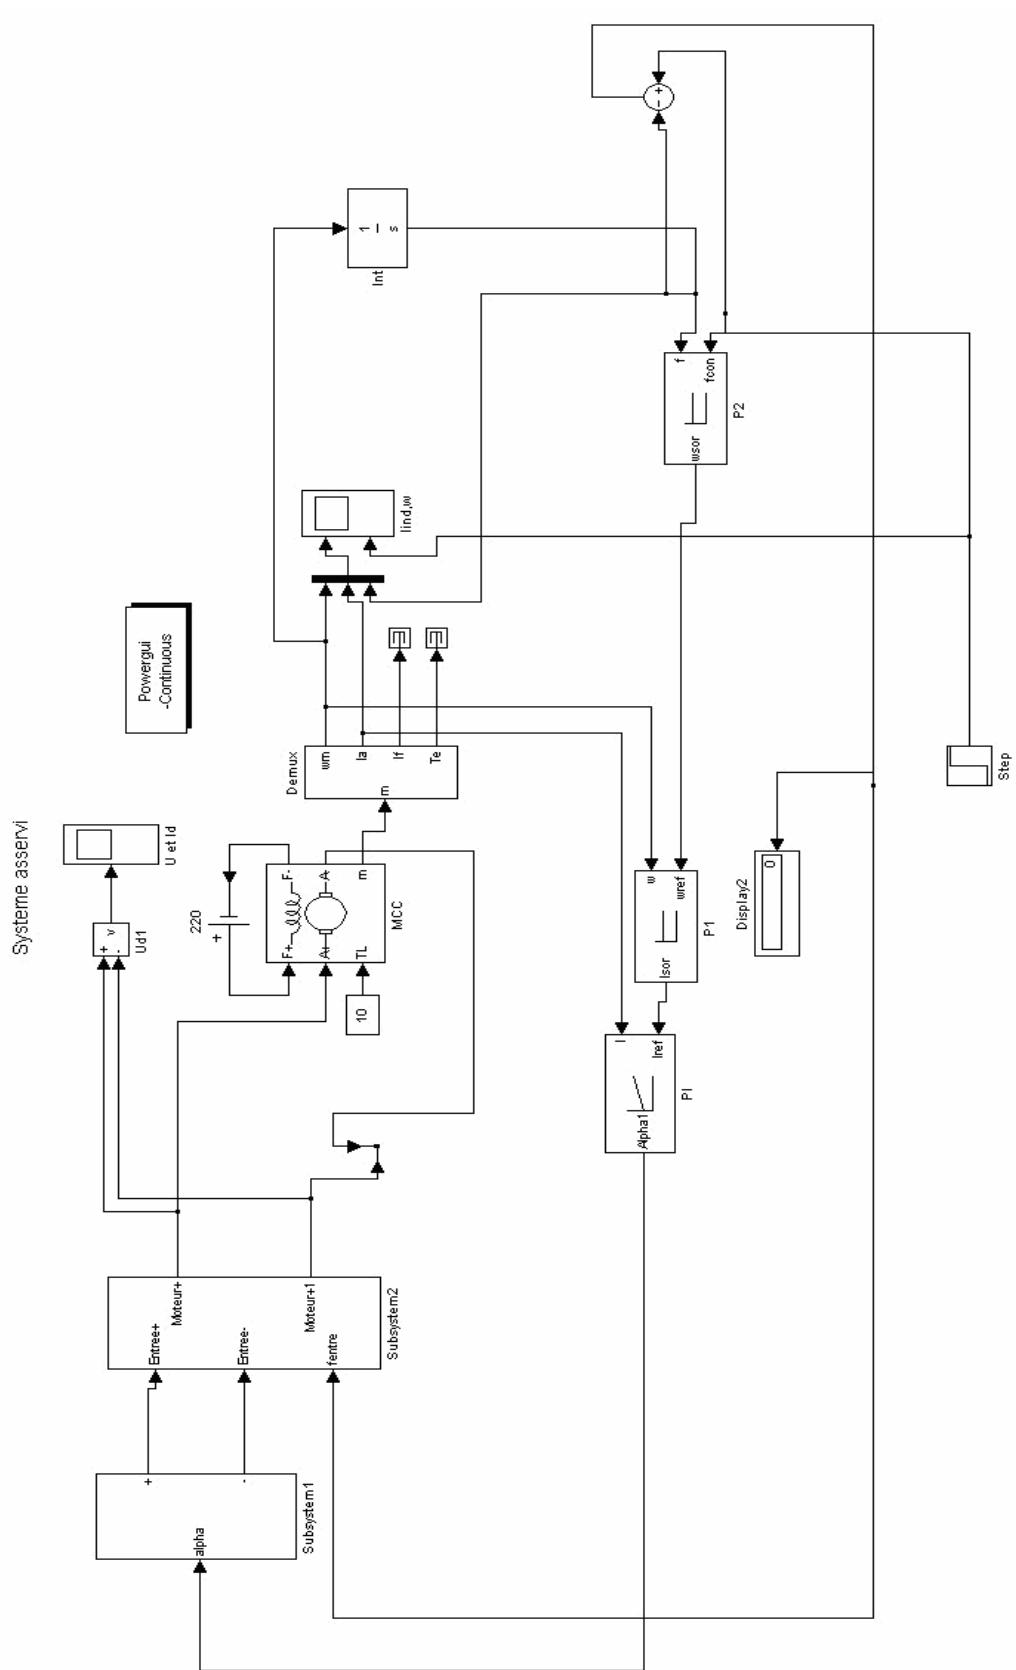 Systeme asservi
Powergui
-Continuous
alpha
+
-
Subsystem1
Entree+
Entree-
fentre
Moteur+
Moteur+1
Subsystem2
+
-
v
Ud1
U et Id
220
+
F+
F-
A+
A-
TL
m
MCC
10
Demux
m
wm
Ia
If
Te
Iind,w
1
s
Int
I
Iref
Alpha1
PI
w
wref
Isor
P1
f
fcon
wsor
P2
+
-
0
Display2
Step